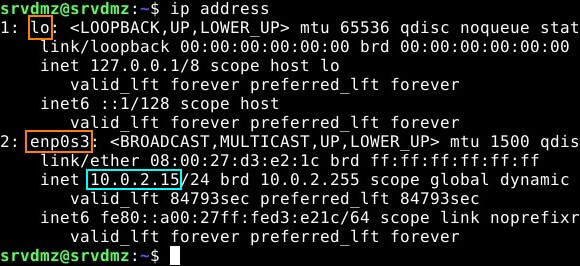 srvdmz@srvdmz:~$ ip address
1: lo: <LOOPBACK,UP,LOWER_UP> mtu 65536 qdisc noqueue stat
link/loopback 00:00:00:00:00:00 brd 00:00:00:00:00:00
inet 127.0.0.1/8 scope host lo
valid_lft forever preferred_lft forever
inet6 ::1/128 scope host
valid_lft forever preferred_lft forever
2: enp0s3: <BROADCAST,MULTICAST,UP,LOWER_UP> mtu 1500 qdis
link/ether 08:00:27:d3:e2:1c brd ff:ff:ff:ff:ff:ff
inet 10.0.2.15/24 brd 10.0.2.255 scope global dynamic
valid_lft 84793sec preferred_lft 84793sec
inet6 fe80::a00:27ff:fed3:e21c/64 scope link noprefixr
valid_lft forever preferred_lft forever
srvdmz@srvdmz:~$